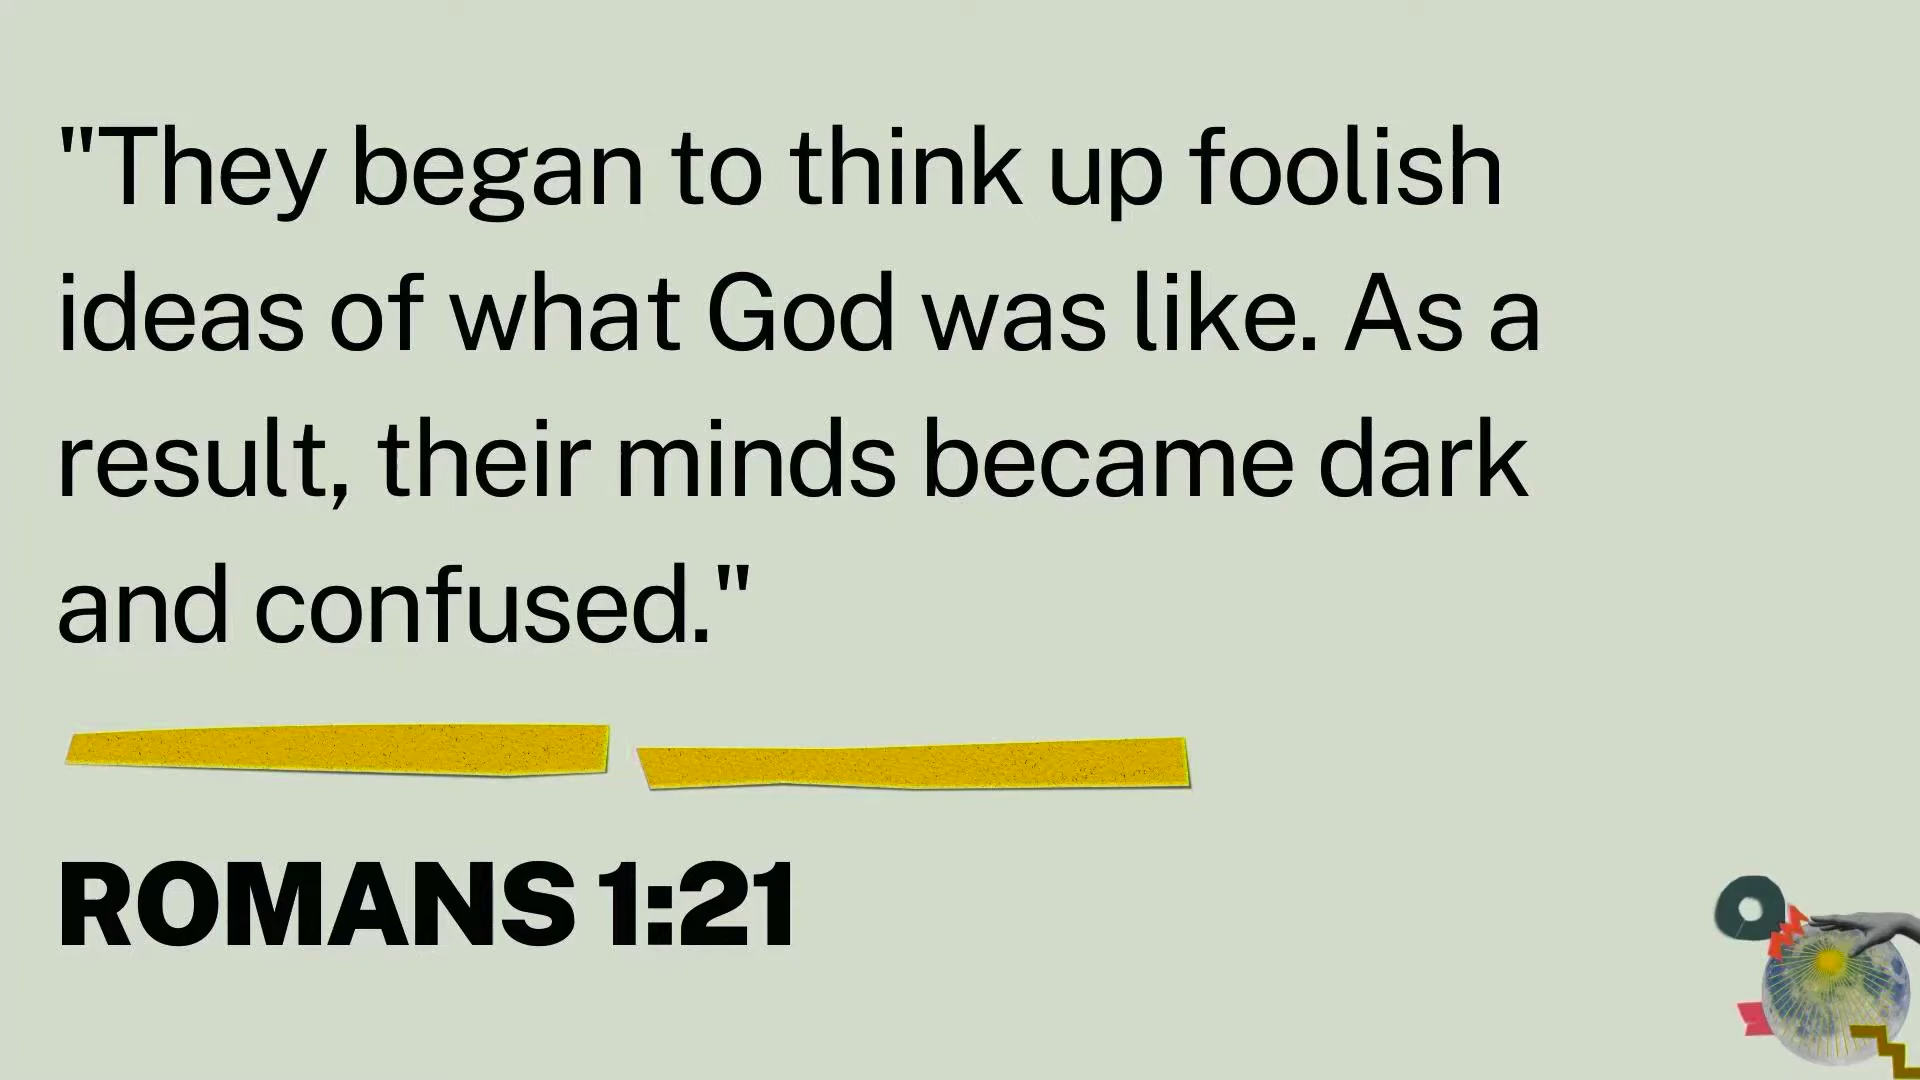 "They began to think up foolish
ideas of what God was like. As a
result, their minds became dark
and confused."
ROMANS 1:21